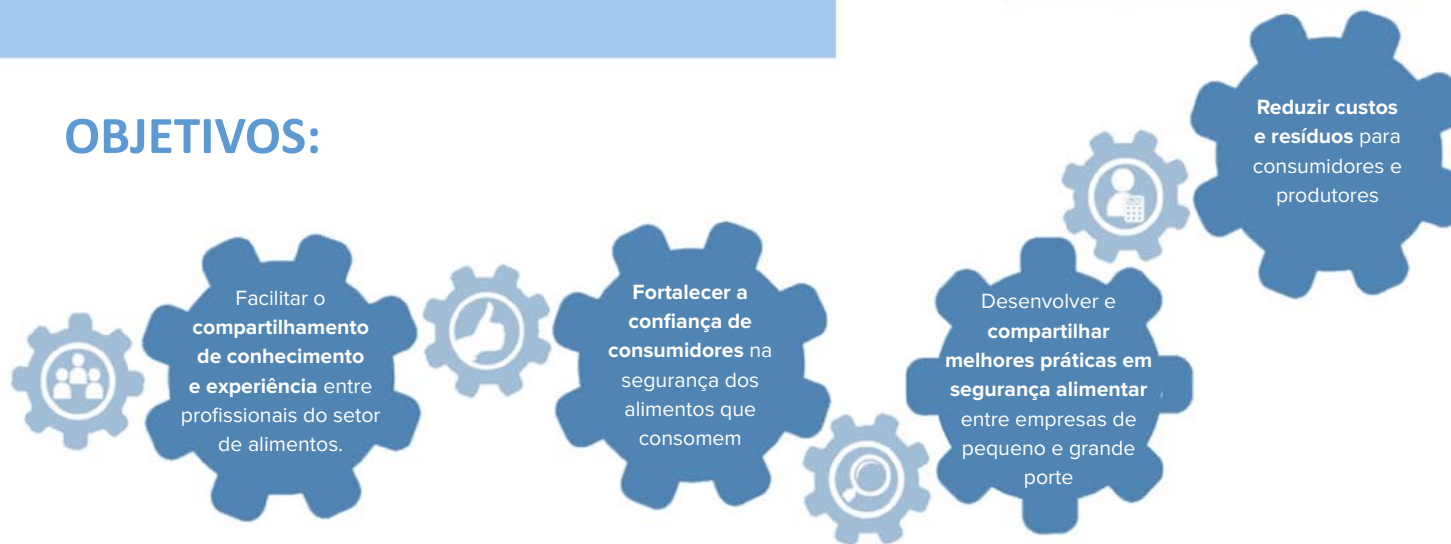 OBJETIVOS:
Facilitar o
compartilhamento
de conhecimento
e experiência entre
profissionais do setor
de alimentos.
Fortalecer a
confiança de
consumidores na
segurança dos
alimentos que
consomem
Desenvolver e
compartilhar
melhores práticas em
segurança alimentar
entre empresas de
pequeno e grande
porte
Reduzir custos
e resíduos para
consumidores e
produtores